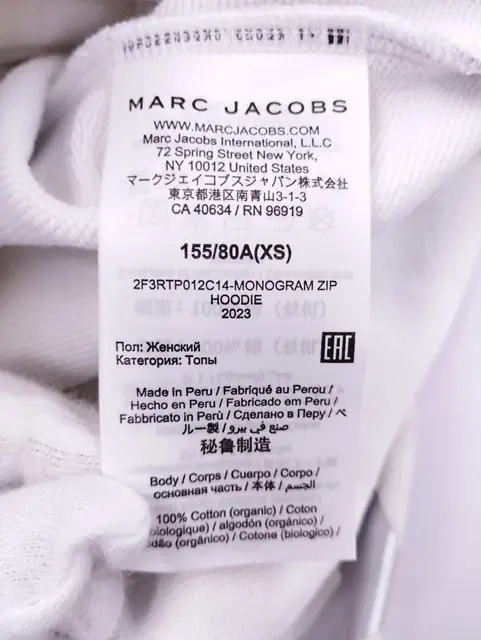 MARC JACOBS
WWW.MARCJACOBS.COM
Marc Jacobs International, L.L.C
72 Spring Street New York,
NY 10012 United States
マークジェイコブスジャパン株式会社
東京都港区南青山3-1-3
CA 40634 / RN 96919
155/80A(XS)
2F3RTP012C14-MONOGRAM ZIP
HOODIE
2023
Пол: Женский
Категория: Топы
EAC
Made in Peru / Fabriqué au Perou /
Hecho en Perú / Fabricado em Peru /
Fabbricato in Perù / Сделано в Перу / ペ
ルー製 / صنع في بيرو /
秘鲁制造
Body / Corps / Cuerpo / Corpo /
основная часть / 本体 / الجسم /
100% Cotton (organic) / Coton
(biologique) / algodón (orgánico) /
(orgânico) / Cotone (biologico) /